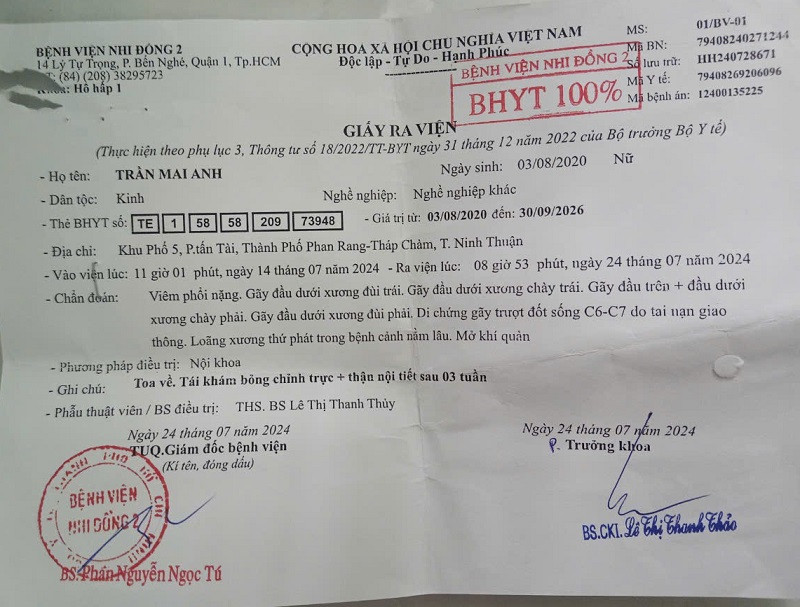 BỆNH VIỆN NHI ĐỒNG 2
14 Lý Tự Trọng, P. Bến Nghé, Quận 1, Tp.HCM
(84) (208) 38295723
Hô hấp 1
CỘNG HOA XÃ HỘI CHỦ NGHĨA VIỆT NAM
Độc lập - Tự Do - Hạnh Phúc
MS: 01/BV-01
Mã BN: 79408240271244
Số lưu trữ: HH240728671
Mã Y tế: 79408269206096
Mã bệnh án: 12400135225
BỆNH VIỆN NHI ĐỒNG 2
BHYT 100%
GIẤY RA VIỆN
(Thực hiện theo phụ lục 3, Thông tư số 18/2022/TT-BYT ngày 31 tháng 12 năm 2022 của Bộ trưởng Bộ Y tế)
- Họ tên: TRẦN MAI ANH Ngày sinh: 03/08/2020 Nữ
- Dân tộc: Kinh Nghề nghiệp: Nghề nghiệp khác
- Thẻ BHYT số: TE 1 58 58 209 73948 - Giá trị từ: 03/08/2020 đến: 30/09/2026
- Địa chỉ: Khu Phố 5, P.tấn Tài, Thành Phố Phan Rang-Tháp Chàm, T. Ninh Thuận
- Vào viện lúc: 11 giờ 01 phút, ngày 14 tháng 07 năm 2024 - Ra viện lúc: 08 giờ 53 phút, ngày 24 tháng 07 năm 2024
- Chẩn đoán: Viêm phổi nặng. Gãy đầu dưới xương đùi trái. Gãy đầu dưới xương chày trái. Gãy đầu trên + đầu dưới
xương chày phải. Gãy đầu dưới xương đùi phải, Di chứng gãy trượt đốt sống C6-C7 do tai nạn giao
thông. Loãng xương thứ phát trong bệnh cảnh nằm lâu. Mở khí quản
- Phương pháp điều trị: Nội khoa
- Ghi chú: Toa về. Tái khám bỏng chỉnh trực + thận nội tiết sau 03 tuần
- Phẫu thuật viên / BS điều trị: THS. BS Lê Thị Thanh Thủy
Ngày 24 tháng 07 năm 2024
TUQ.Giám đốc bệnh viện
(Kí tên, đóng dấu)
BỆNH VIỆN
NHI ĐỒNG 2
BS.Phan Nguyễn Ngọc Tú
Ngày 24 tháng 07 năm 2024
P. Trưởng khoa
BS.CKI. Lê Thị Thanh Thảo